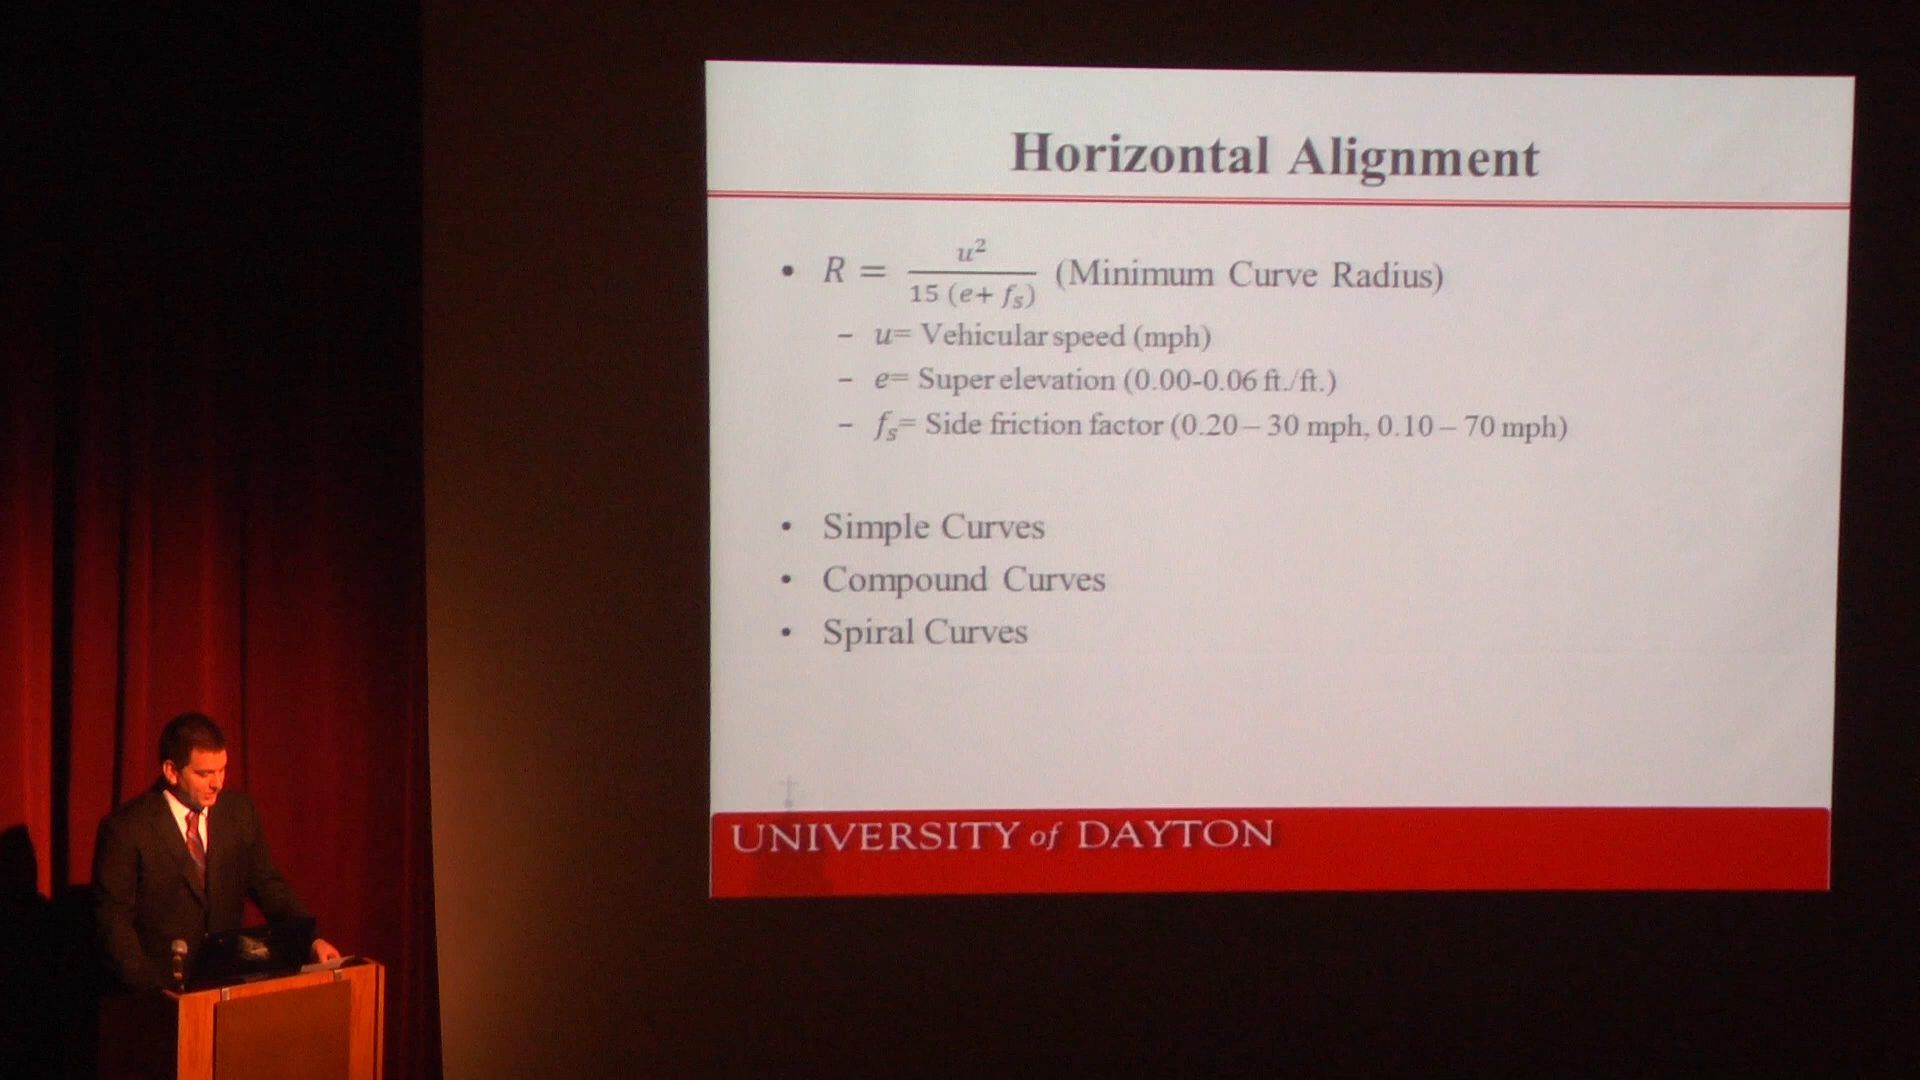 Horizontal Alignment
• R = u² / 15 (e+ fₛ) (Minimum Curve Radius)
– u= Vehicular speed (mph)
– e= Super elevation (0.00-0.06 ft./ft.)
– fₛ= Side friction factor (0.20 – 30 mph, 0.10 – 70 mph)
• Simple Curves
• Compound Curves
• Spiral Curves
UNIVERSITY of DAYTON